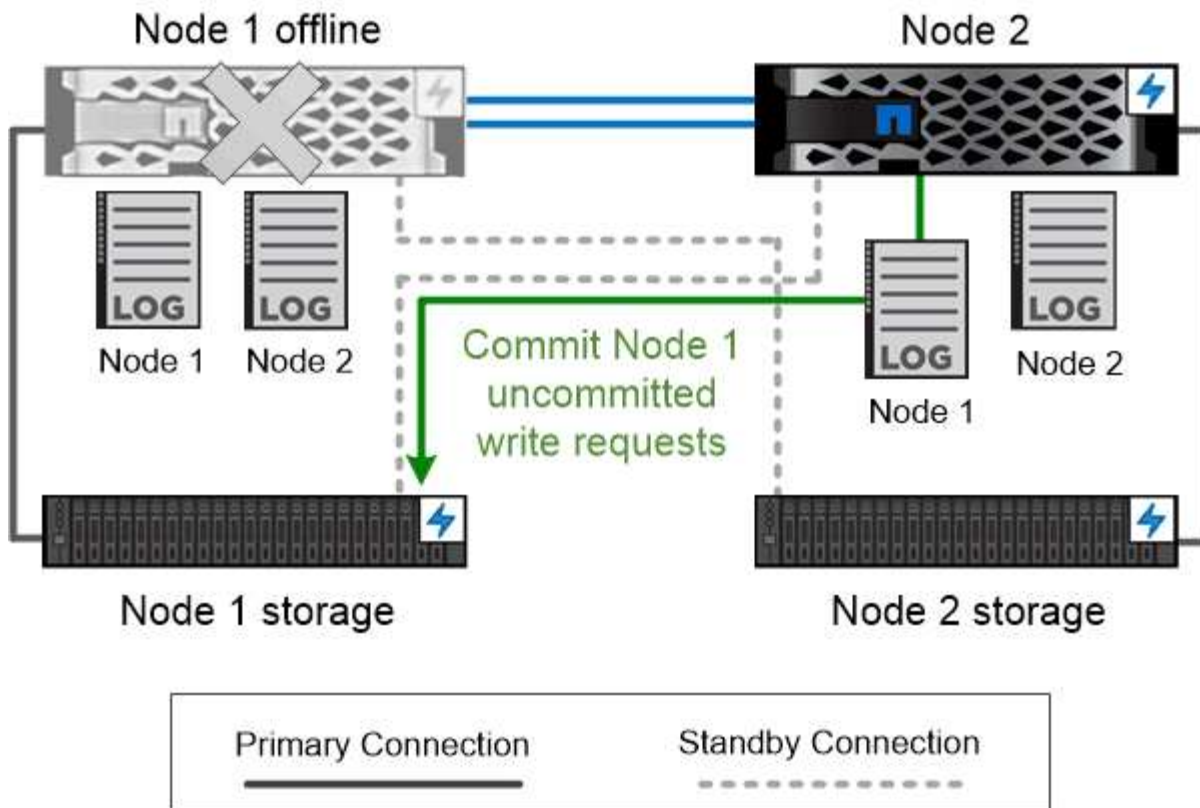 Node 1 offline
Node 2
LOG
LOG
LOG
LOG
Node 1
Node 2
Node 1
Node 2
Commit Node 1
uncommitted
write requests
Node 1 storage
Node 2 storage
Primary Connection
Standby Connection